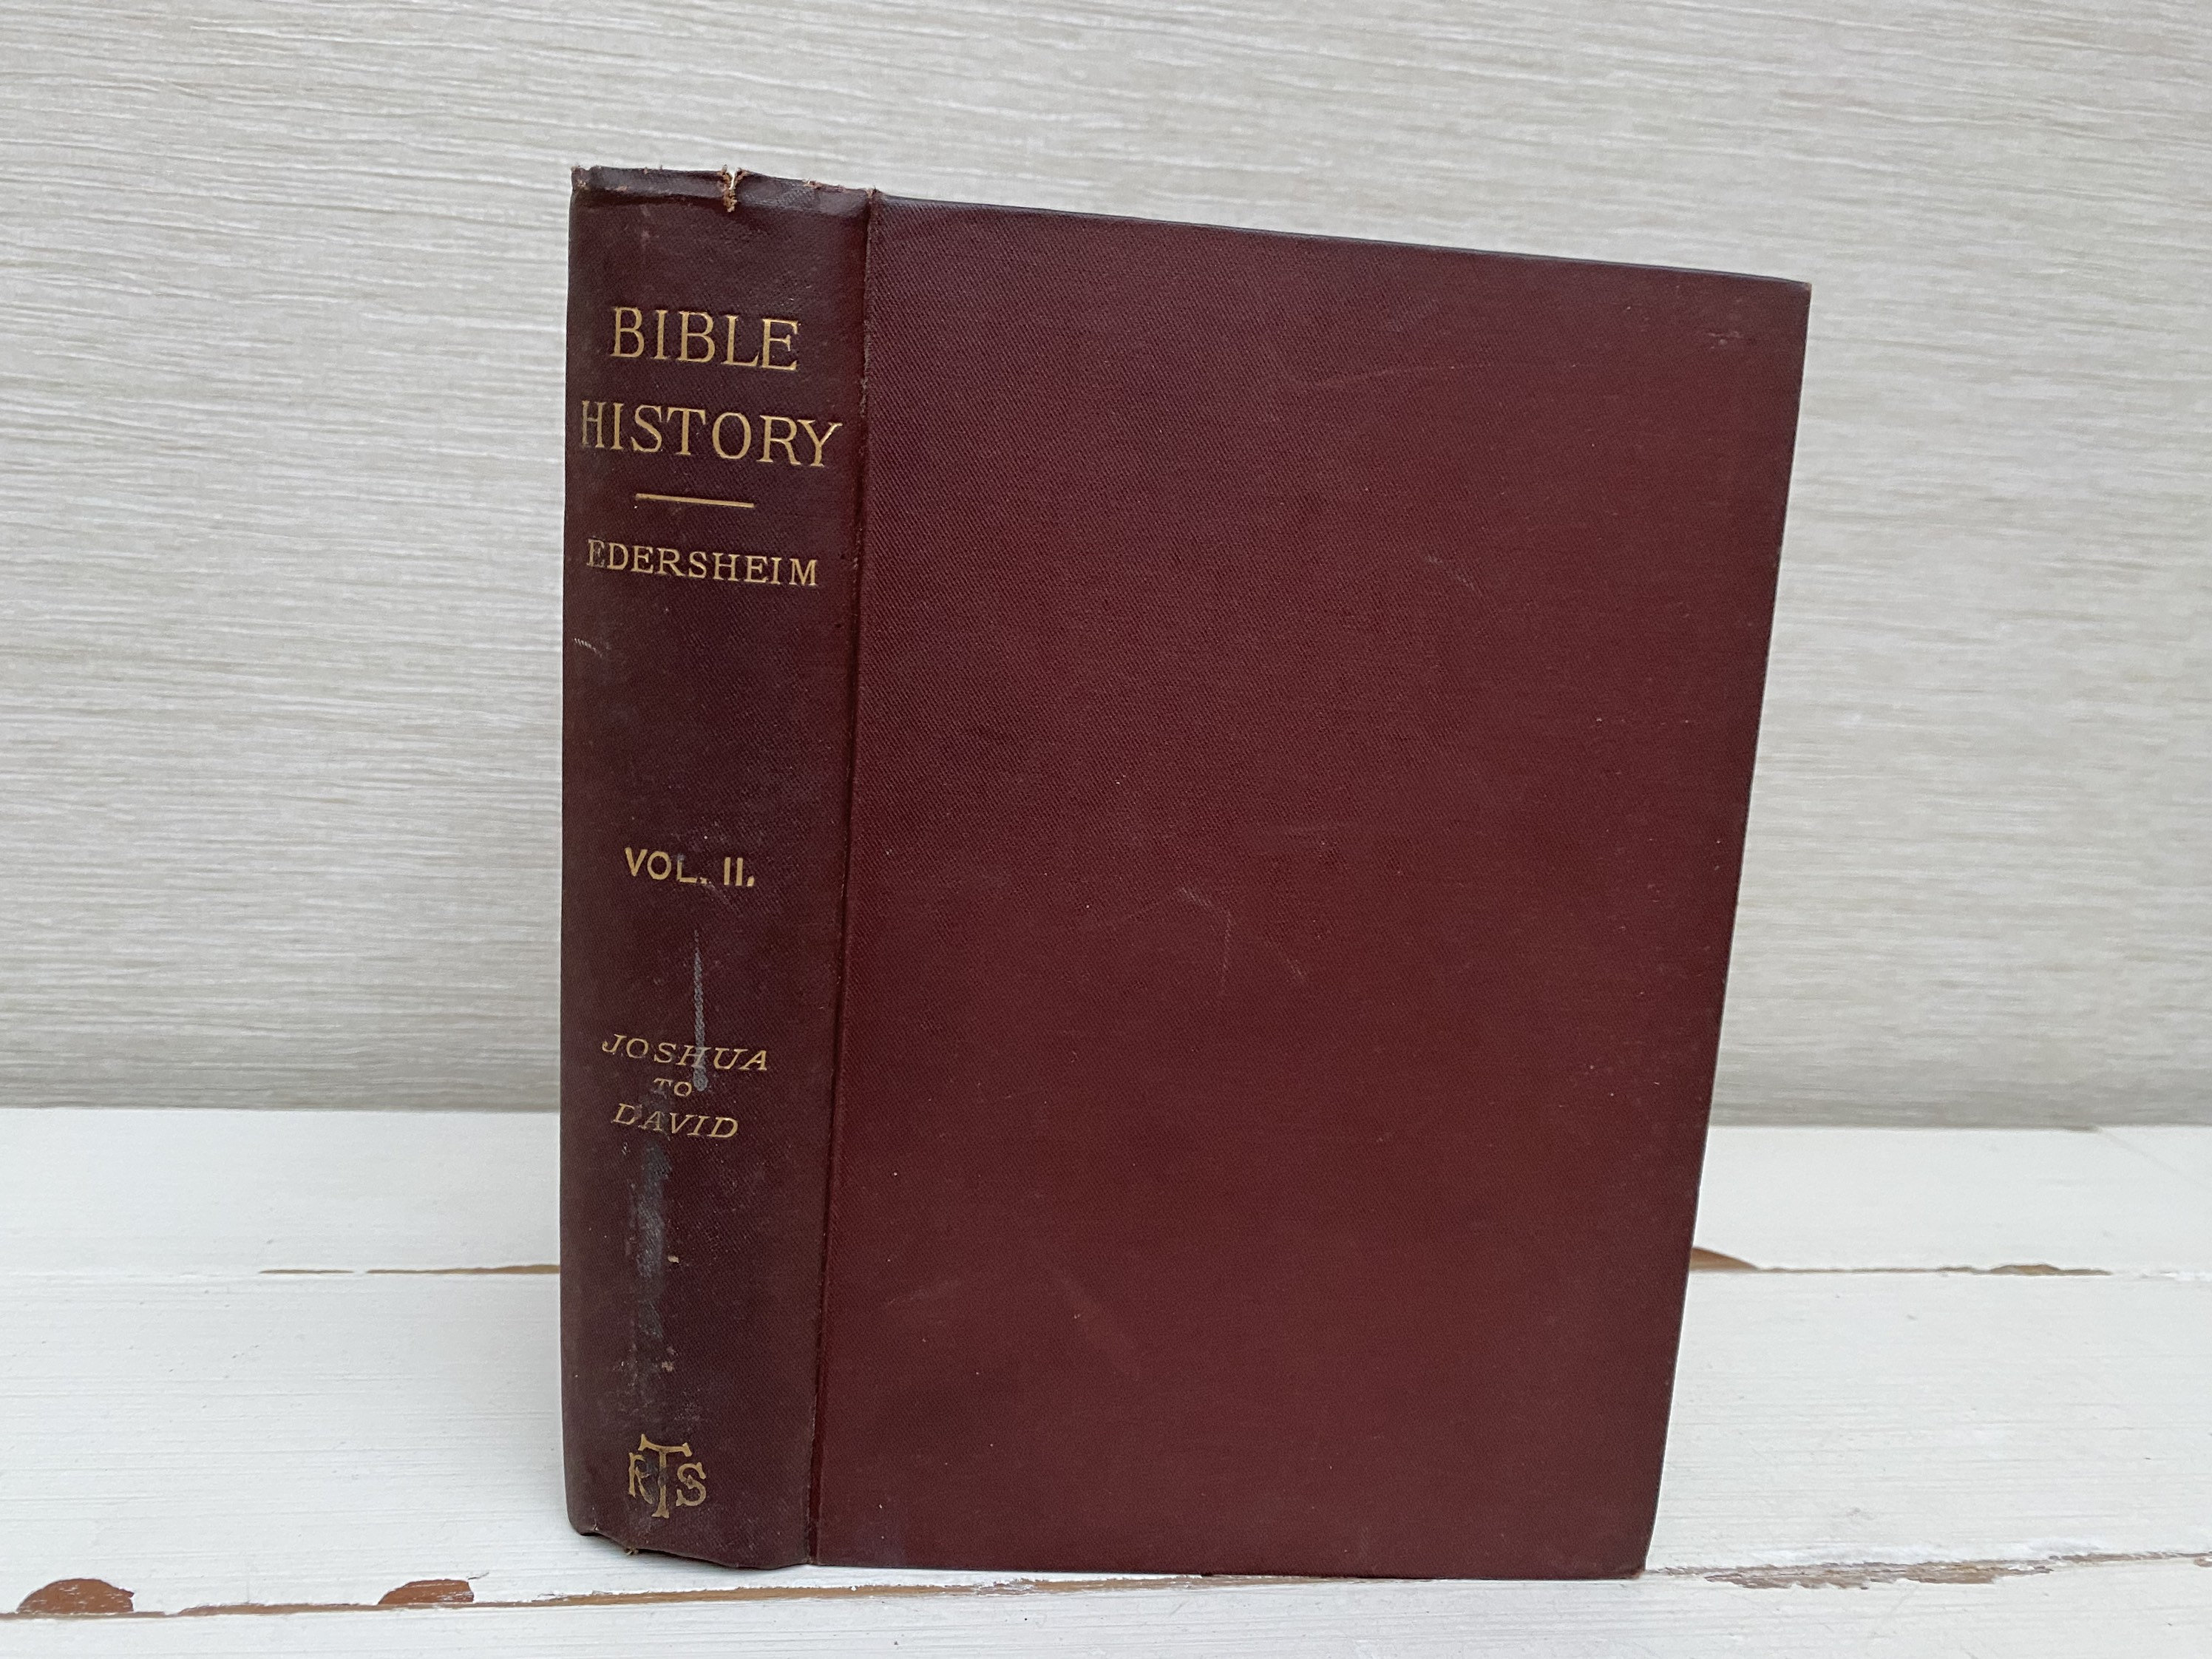 BIBLE
HISTORY
EDERSHEIM
VOL. II.
JOSHUA
TO
DAVID
RTS